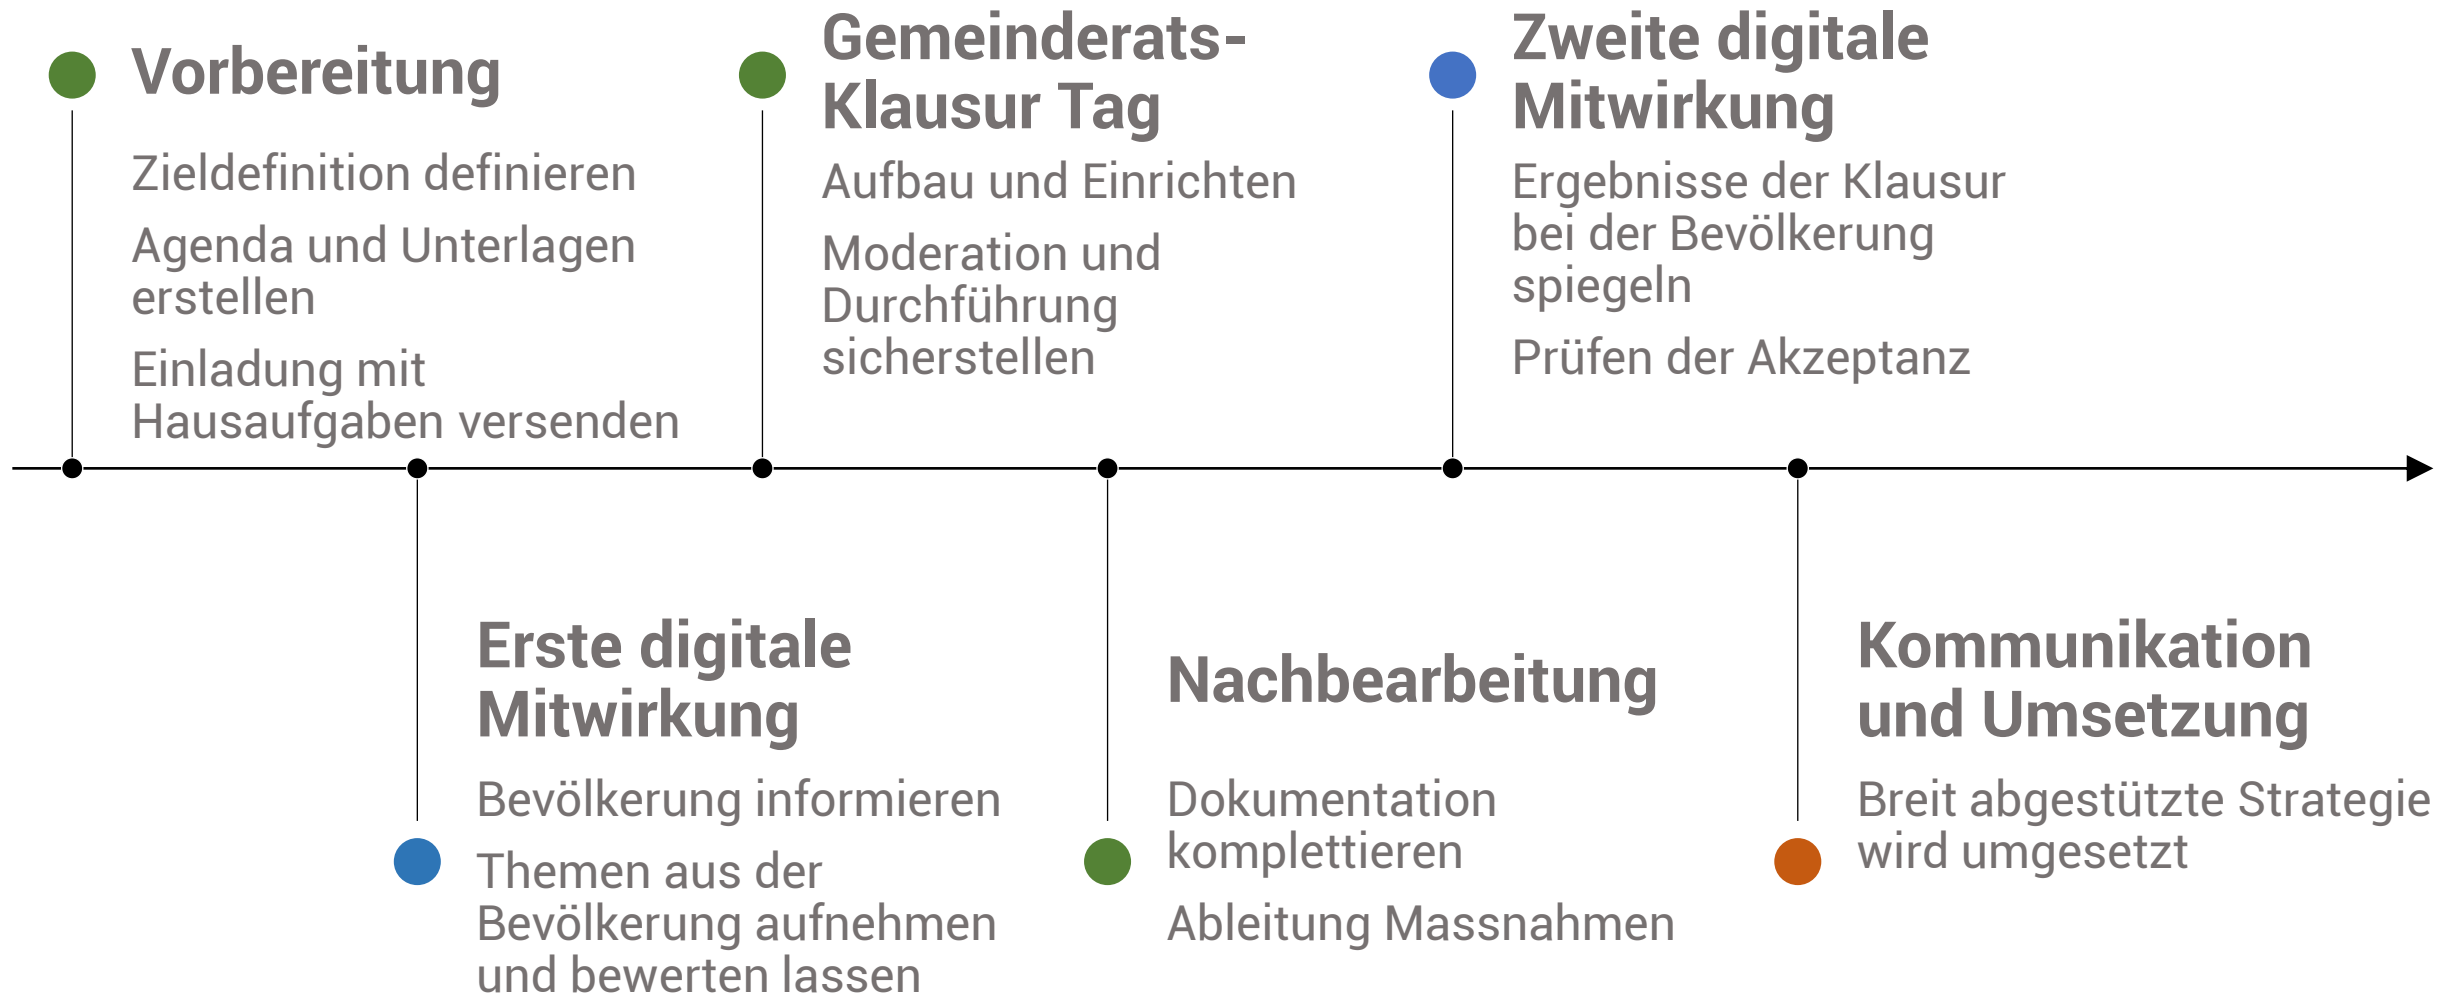 Vorbereitung
Zieldefinition definieren
Agenda und Unterlagen
erstellen
Einladung mit
Hausaufgaben versenden
Erste digitale
Mitwirkung
Bevölkerung informieren
Themen aus der
Bevölkerung aufnehmen
und bewerten lassen
Gemeinderats-
Klausur Tag
Aufbau und Einrichten
Moderation und
Durchführung
sicherstellen
Nachbearbeitung
Dokumentation
komplettieren
Ableitung Massnahmen
Zweite digitale
Mitwirkung
Ergebnisse der Klausur
bei der Bevölkerung
spiegeln
Prüfen der Akzeptanz
Kommunikation
und Umsetzung
Breit abgestützte Strategie
wird umgesetzt